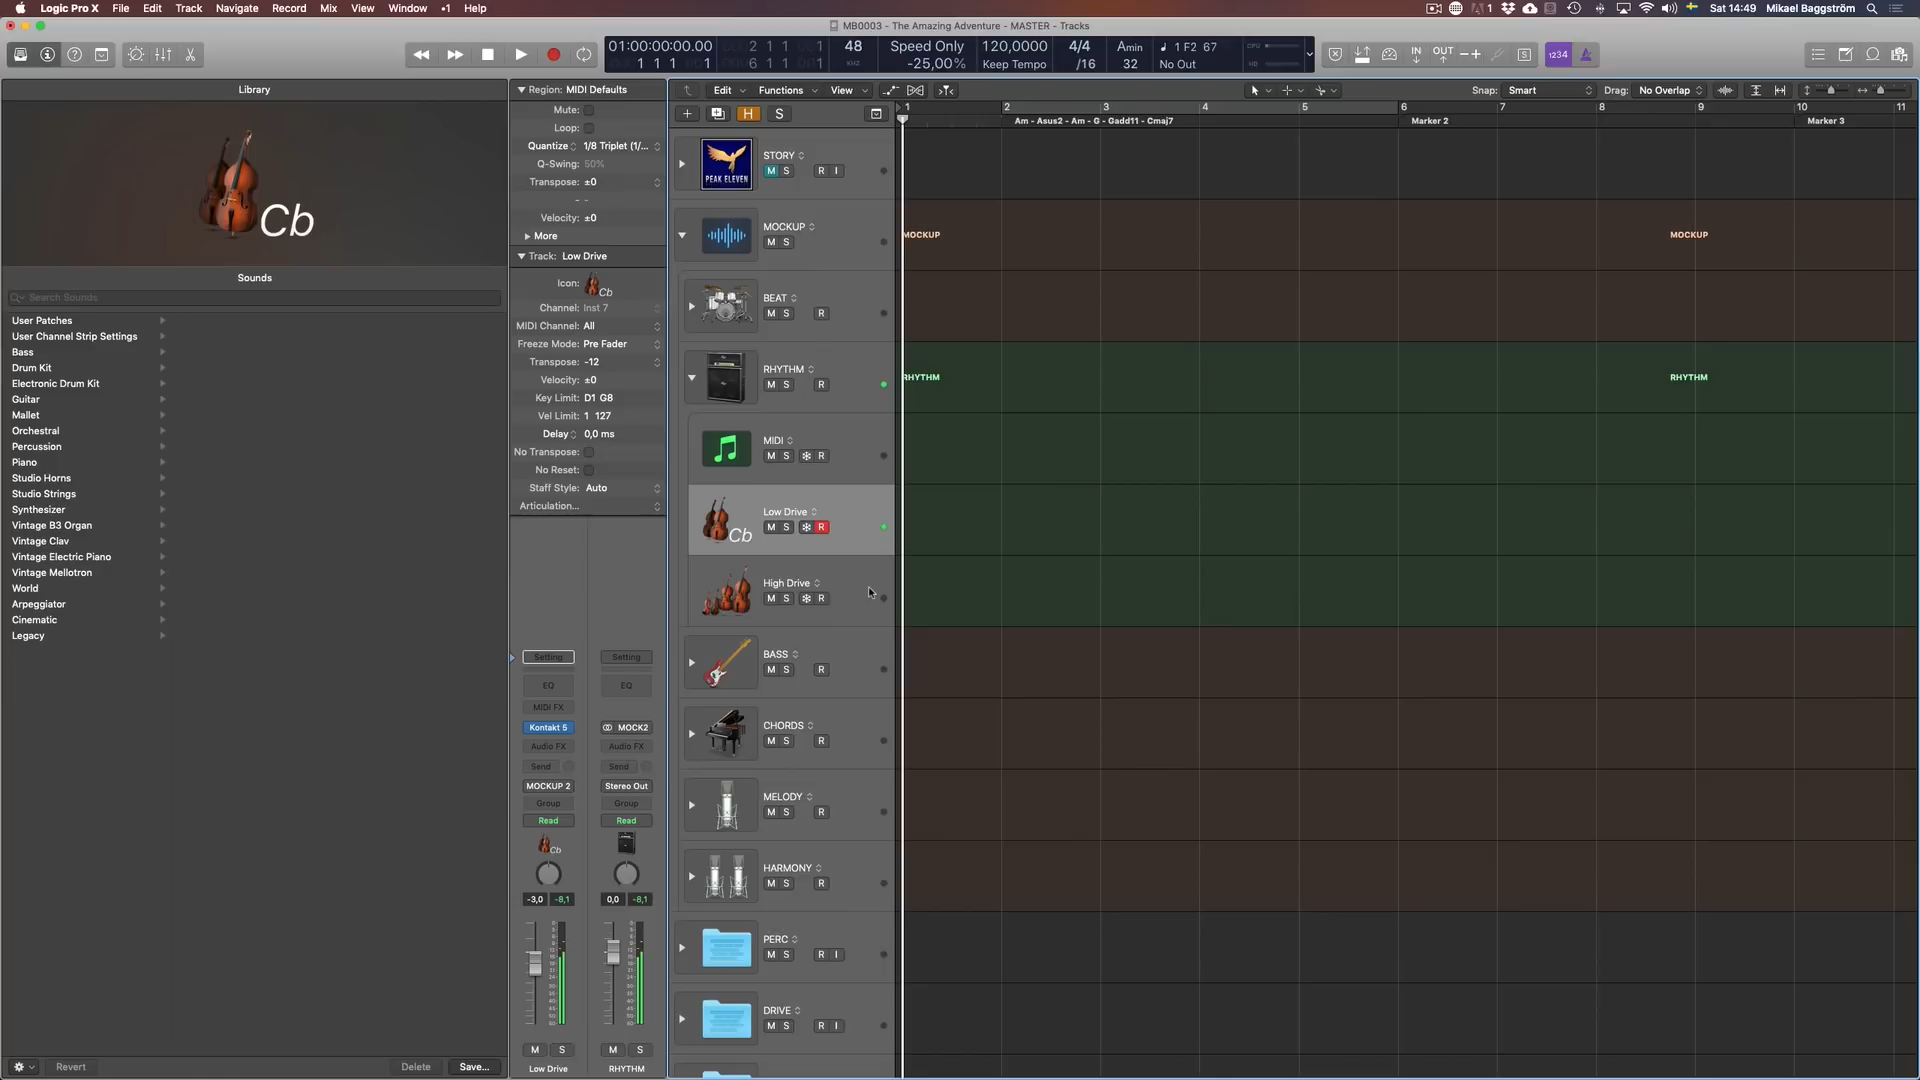 Logic Pro X File Edit Track Navigate Record Mix View Window 1 Help
1 Sat 14:49 Mikael Baggström
MB0003 - The Amazing Adventure - MASTER - Tracks
01:00:00:00.00 2 1 1 1 48 Speed Only 120,0000 4/4 Amin 1 F2 67 CPU
1 1 1 1 6 1 1 1 KHZ -25,00% Keep Tempo /16 32 No Out HD
IN OUT S 1234
Library
Cb
Sounds
Search Sounds
User Patches
User Channel Strip Settings
Bass
Drum Kit
Electronic Drum Kit
Guitar
Mallet
Orchestral
Percussion
Piano
Studio Horns
Studio Strings
Synthesizer
Vintage B3 Organ
Vintage Clav
Vintage Electric Piano
Vintage Mellotron
World
Arpeggiator
Cinematic
Legacy
Revert Delete Save...
Region: MIDI Defaults
Mute:
Loop:
Quantize 1/8 Triplet (1/...
Q-Swing: 50%
Transpose: ±0
- -
Velocity: ±0
More
Track: Low Drive
Icon: Cb
Channel: Inst 7
MIDI Channel: All
Freeze Mode: Pre Fader
Transpose: -12
Velocity: ±0
Key Limit: D1 G8
Vel Limit: 1 127
Delay 0,0 ms
No Transpose:
No Reset:
Staff Style: Auto
Articulation...
Setting Setting
EQ EQ
MIDI FX
Kontakt 5 MOCK2
Audio FX Audio FX
Send Send
MOCKUP 2 Stereo Out
Group Group
Read Read
Cb
-3,0 -8,1 0,0 -8,1
M S M S
Low Drive RHYTHM
Edit Functions View Snap: Smart Drag: No Overlap
H S
1 2 3 4 5 6 7 8 9 10 11
Am - Asus2 - Am - G - Gadd11 - Cmaj7 Marker 2 Marker 3
PEAK ELEVEN
STORY
M S R I
MOCKUP
M S
MOCKUP MOCKUP
BEAT
M S R
RHYTHM
M S R
RHYTHM RHYTHM
MIDI
M S R
Low Drive
Cb
M S R
High Drive
M S R
BASS
M S R
CHORDS
M S R
MELODY
M S R
HARMONY
M S R
PERC
M S R I
DRIVE
M S R I